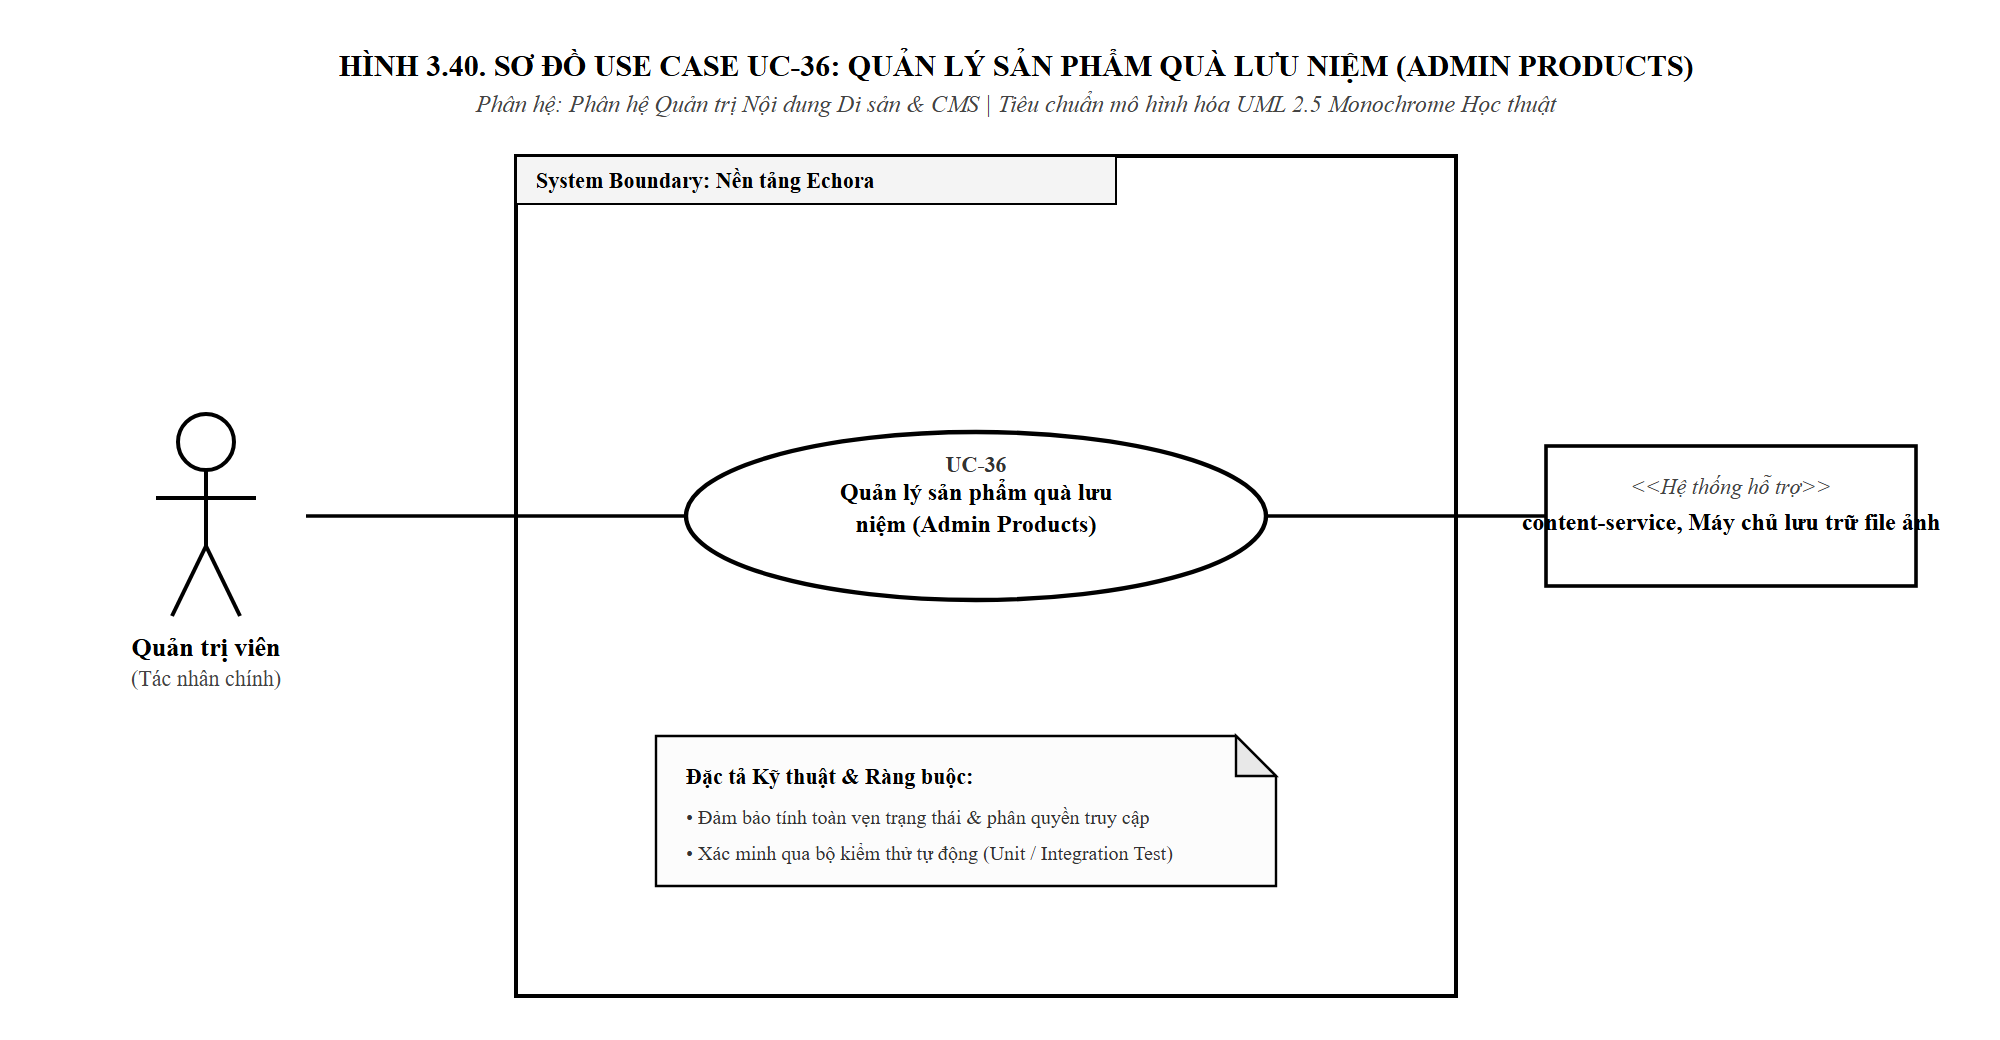 HÌNH 3.40. SƠ ĐỒ USE CASE UC-36: QUẢN LÝ SẢN PHẨM QUÀ LƯU NIỆM (ADMIN PRODUCTS)
Phân hệ: Phân hệ Quản trị Nội dung Di sản & CMS | Tiêu chuẩn mô hình hóa UML 2.5 Monochrome Học thuật
System Boundary: Nền tảng Echora
UC-36
Quản lý sản phẩm quà lưu
niệm (Admin Products)
<<Hệ thống hỗ trợ>>
content-service, Máy chủ lưu trữ file ảnh
Quản trị viên
(Tác nhân chính)
Đặc tả Kỹ thuật & Ràng buộc:
• Đảm bảo tính toàn vẹn trạng thái & phân quyền truy cập
• Xác minh qua bộ kiểm thử tự động (Unit / Integration Test)